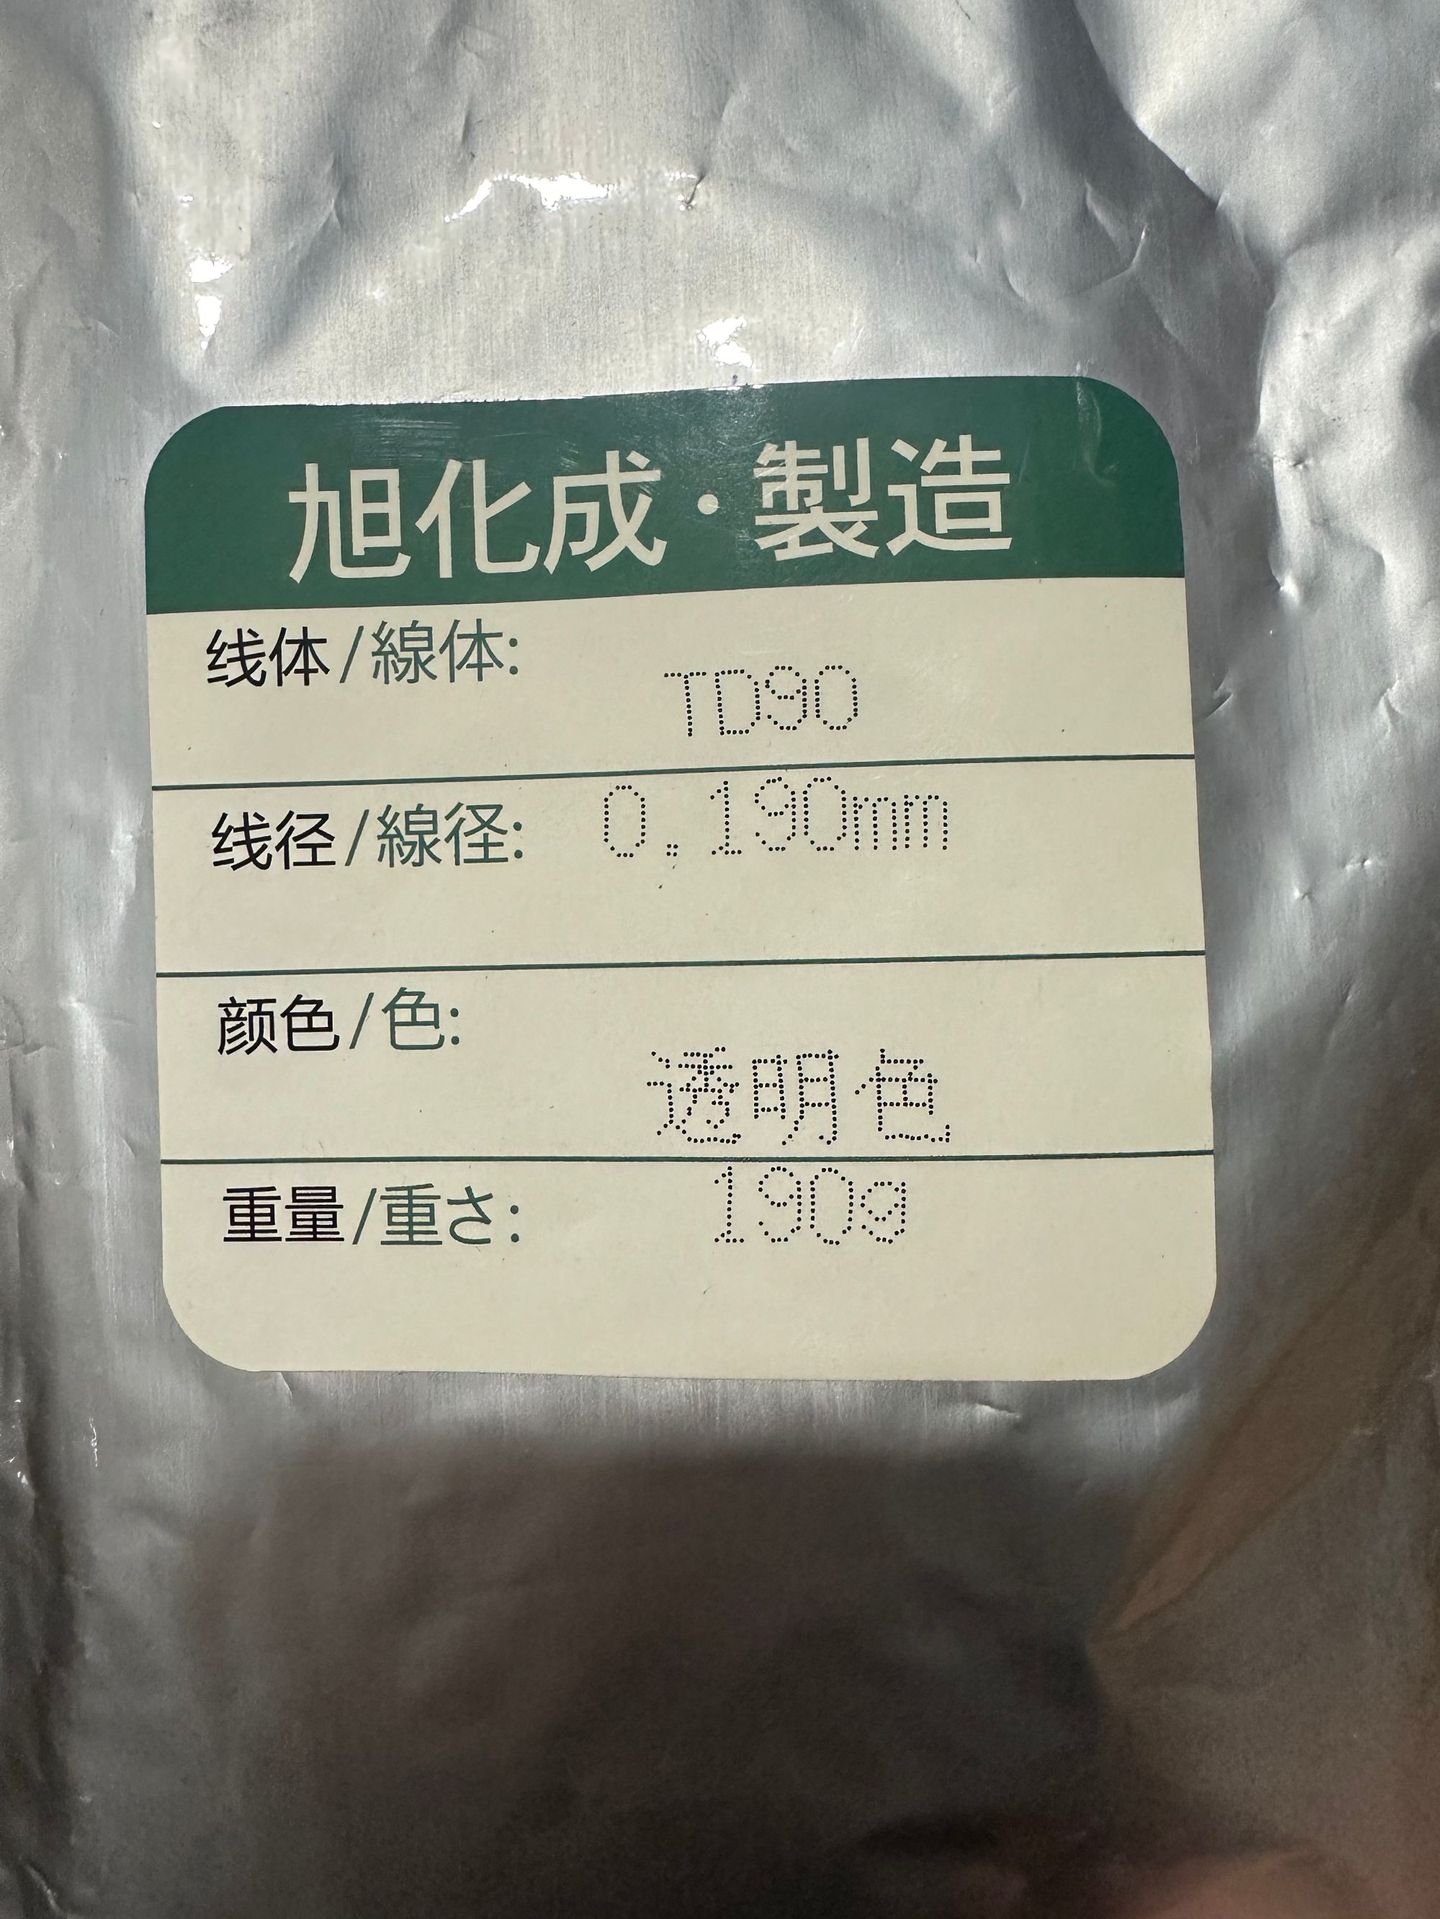 旭化成·製造
线体/線体: TD90
线径/線径: 0.190mm
颜色/色: 透明色
重量/重さ: 190g